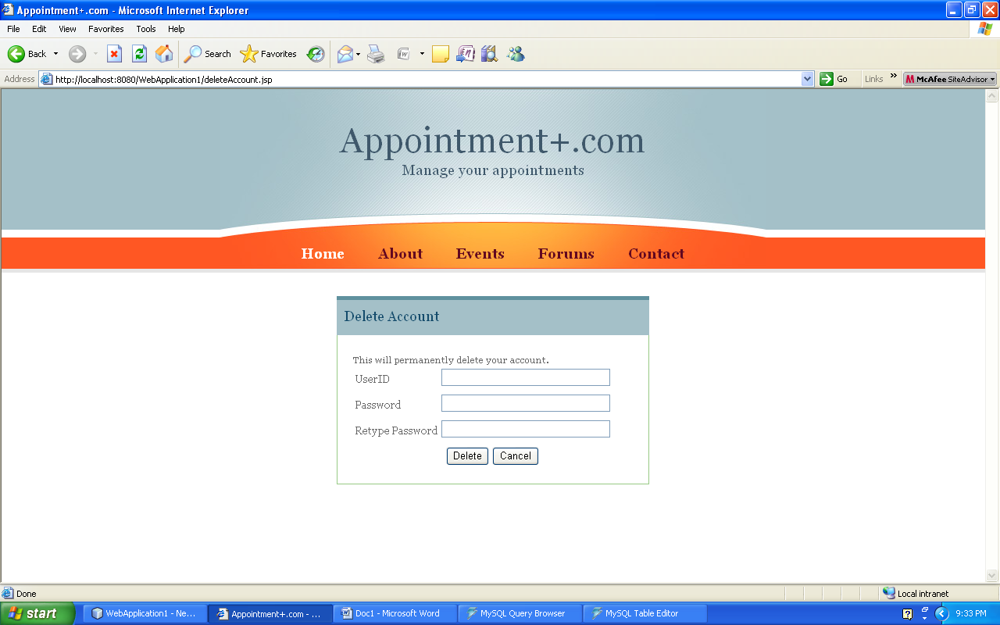 Appointment+.com - Microsoft Internet Explorer
File Edit View Favorites Tools Help
Back Search Favorites
Address http://localhost:8080/WebApplication1/deleteAccount.jsp Go Links » McAfee SiteAdvisor
Appointment+.com
Manage your appointments
Home About Events Forums Contact
Delete Account
This will permanently delete your account.
UserID
Password
Retype Password
Delete Cancel
Done Local intranet
start WebApplication1 - Ne... Appointment+.com - ... Doc1 - Microsoft Word MySQL Query Browser MySQL Table Editor 9:33 PM